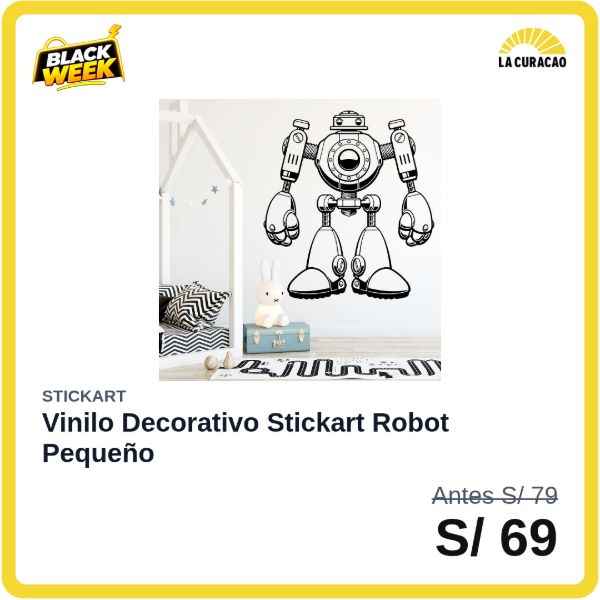 BLACK
WEEK
LA CURACAO
STICKART
Vinilo Decorativo Stickart Robot
Pequeño
Antes S/ 79
S/ 69